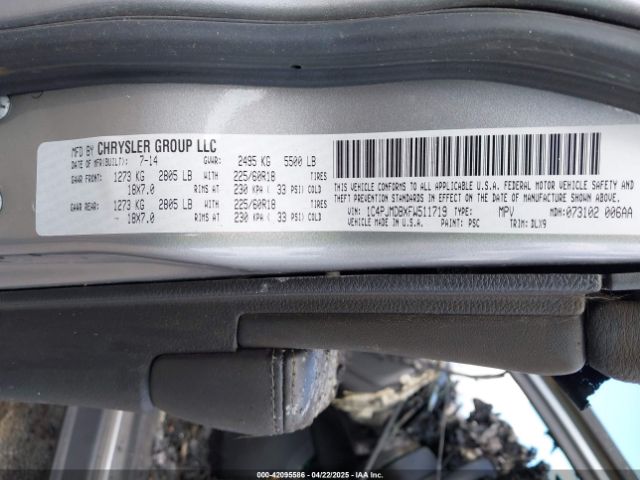 MFD BY CHRYSLER GROUP LLC
DATE OF MFR(BUILT): 7-14 GVWR: 2495 KG 5500 LB
GAWR FRONT: 1273 KG 2805 LB WITH 225/60R18 TIRES
18X7.0 RIMS AT 230 KPA ( 33 PSI) COLD
GAWR REAR: 1273 KG 2805 LB WITH 225/60R18 TIRES
18X7.0 RIMS AT 230 KPA ( 33 PSI) COLD
THIS VEHICLE CONFORMS TO ALL APPLICABLE U.S.A. FEDERAL MOTOR VEHICLE SAFETY AND
THEFT PREVENTION STANDARDS IN EFFECT ON THE DATE OF MANUFACTURE SHOWN ABOVE.
VIN: 1C4PJMDBXFW511719 TYPE: MPV MDH: 073102 006AA
VEHICLE MADE IN U.S.A. PAINT: PSC TRIM: DLX9
000-42095586 - 04/22/2025 - IAAI.COM